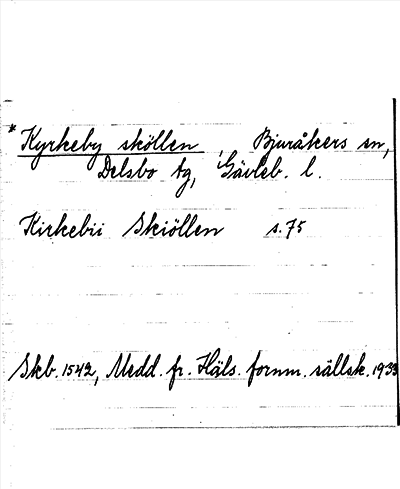 * Kyrkeby sköllen, Bjuråkers sn,
Delsbo tg, Gävleb. l.
Kirkebii Skiöllen s. 75
Skb. 1542, Medd. fr. Häls. fornm. sällsk. 1933